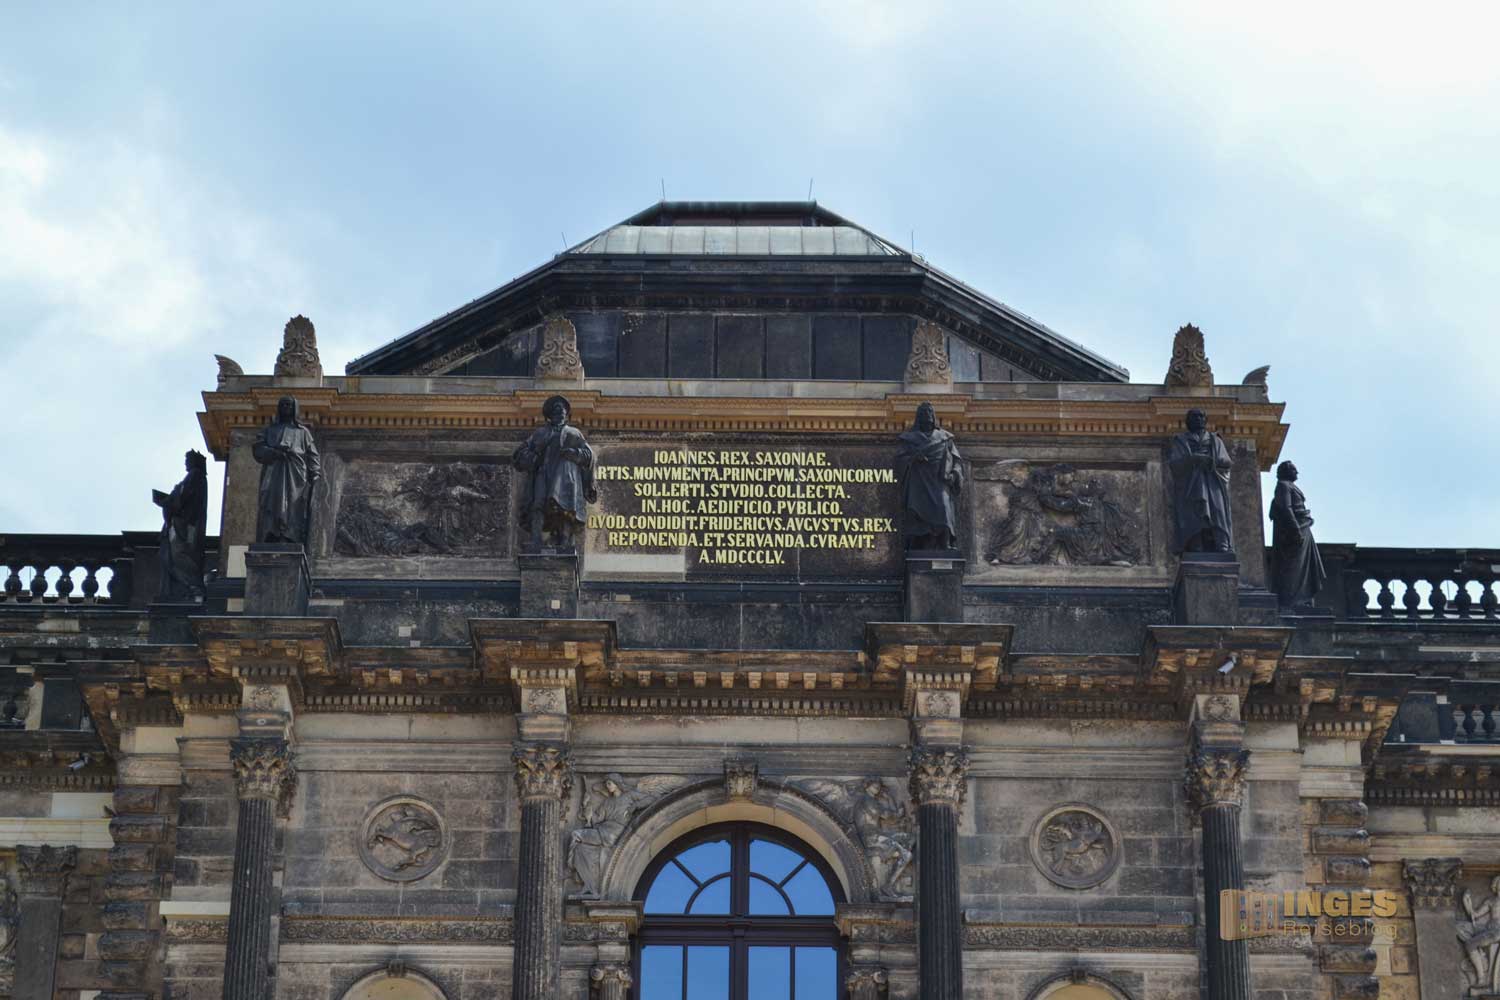 IOANNES.REX.SAXONIAE.
RTIS.MONVMENTA.PRINCIPVM.SAXONICORVM.
SOLLERTI.STVDIO.COLLECTA.
IN.HOC.AEDIFICIO.PVBLICO.
QVOD.CONDIDIT.FRIDERICVS.AVGVSTVS.REX.
REPONENDA.ET.SERVANDA.CVRAVIT.
A.MDCCCLV.
INGES
Reiseblog